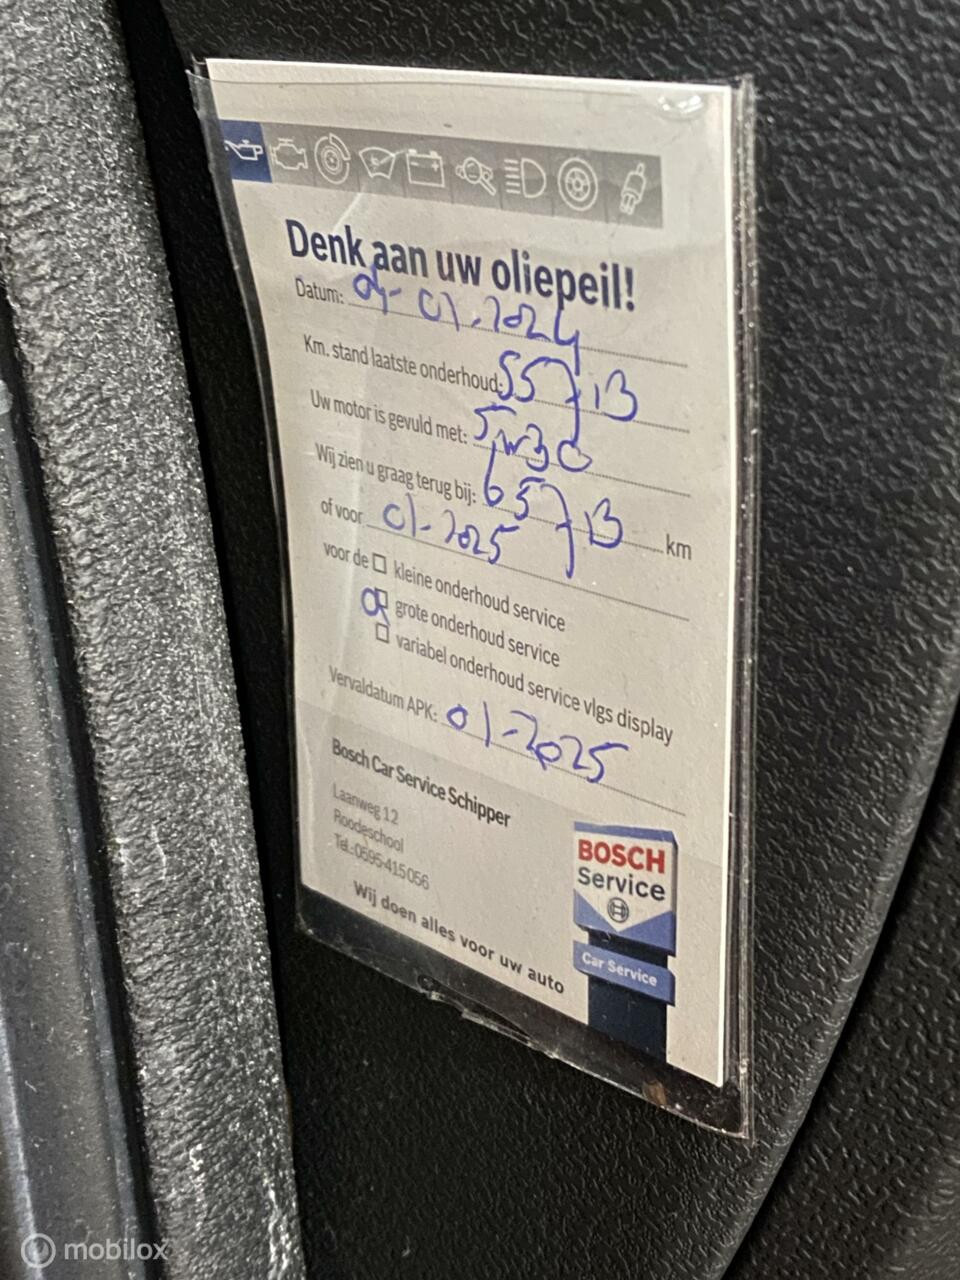 Denk aan uw oliepeil!
Datum: 04-01-2024
Km. stand laatste onderhoud: 55713
Uw motor is gevuld met: 5w30
Wij zien u graag terug bij: 65713 km
of voor 01-2025
voor de kleine onderhoud service
grote onderhoud service
variabel onderhoud service vlgs display
Vervaldatum APK: 01-2025
Bosch Car Service Schipper
Laanweg 12
Roodeschool
Tel.: 0595-415056
Wij doen alles voor uw auto
BOSCH
Service
Car Service
mobilox